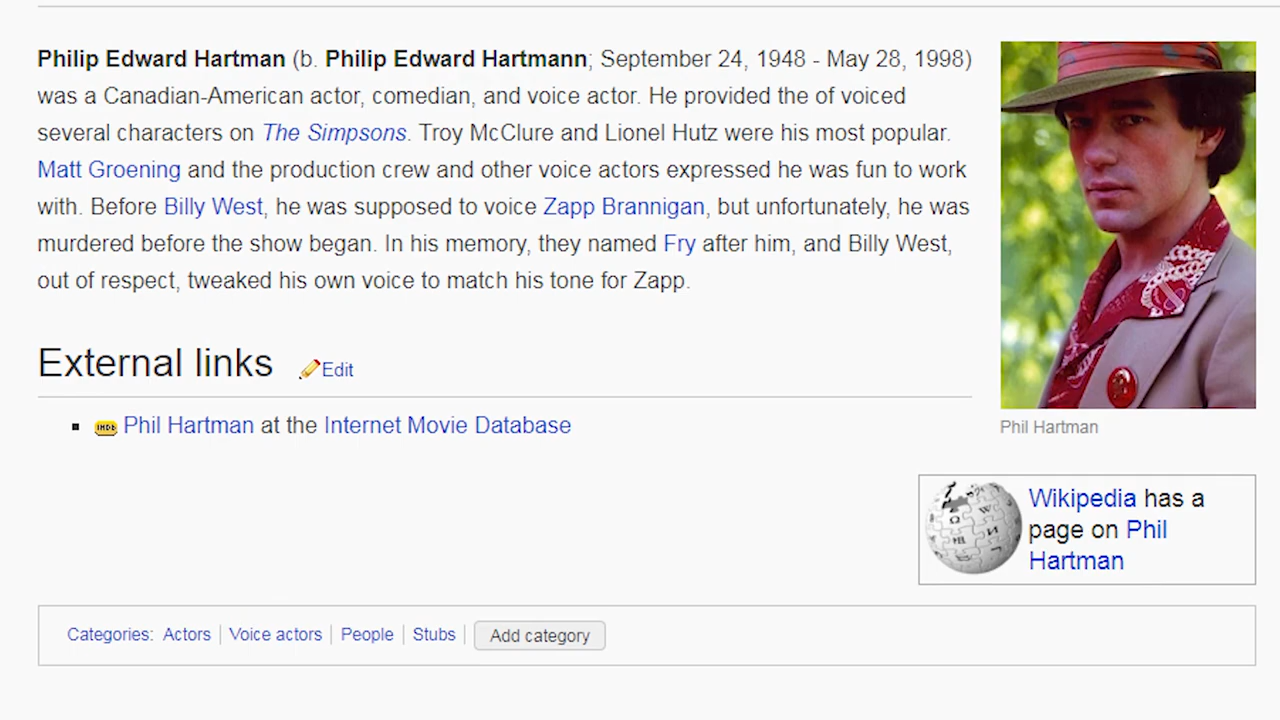 Philip Edward Hartman (b. Philip Edward Hartmann; September 24, 1948 - May 28, 1998)
was a Canadian-American actor, comedian, and voice actor. He provided the of voiced
several characters on The Simpsons. Troy McClure and Lionel Hutz were his most popular.
Matt Groening and the production crew and other voice actors expressed he was fun to work
with. Before Billy West, he was supposed to voice Zapp Brannigan, but unfortunately, he was
murdered before the show began. In his memory, they named Fry after him, and Billy West,
out of respect, tweaked his own voice to match his tone for Zapp.
Phil Hartman
External links Edit
IMDb Phil Hartman at the Internet Movie Database
Wikipedia has a
page on Phil
Hartman
Categories: Actors Voice actors People Stubs Add category